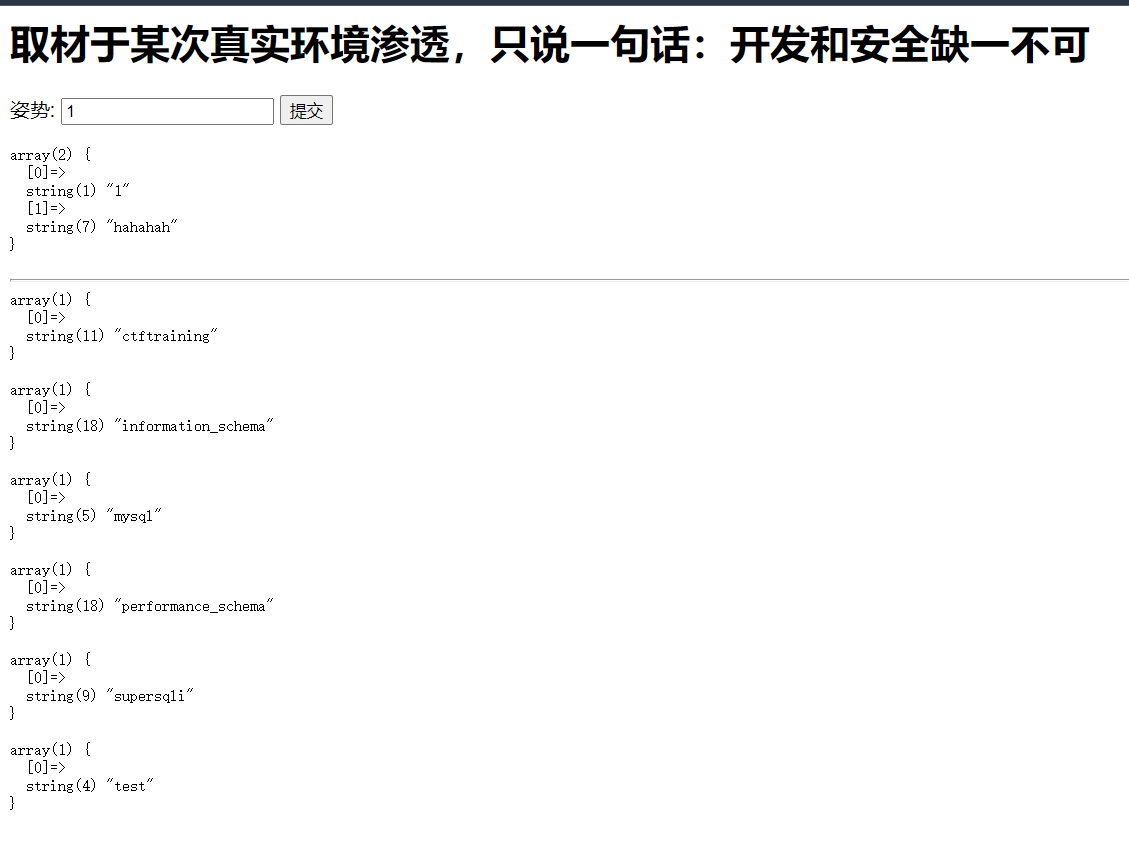 取材于某次真实环境渗透，只说一句话：开发和安全缺一不可
姿势: 1 提交
array(2) {
  [0]=>
  string(1) "1"
  [1]=>
  string(7) "hahahah"
}
array(1) {
  [0]=>
  string(11) "ctftraining"
}
array(1) {
  [0]=>
  string(18) "information_schema"
}
array(1) {
  [0]=>
  string(5) "mysql"
}
array(1) {
  [0]=>
  string(18) "performance_schema"
}
array(1) {
  [0]=>
  string(9) "supersqli"
}
array(1) {
  [0]=>
  string(4) "test"
}